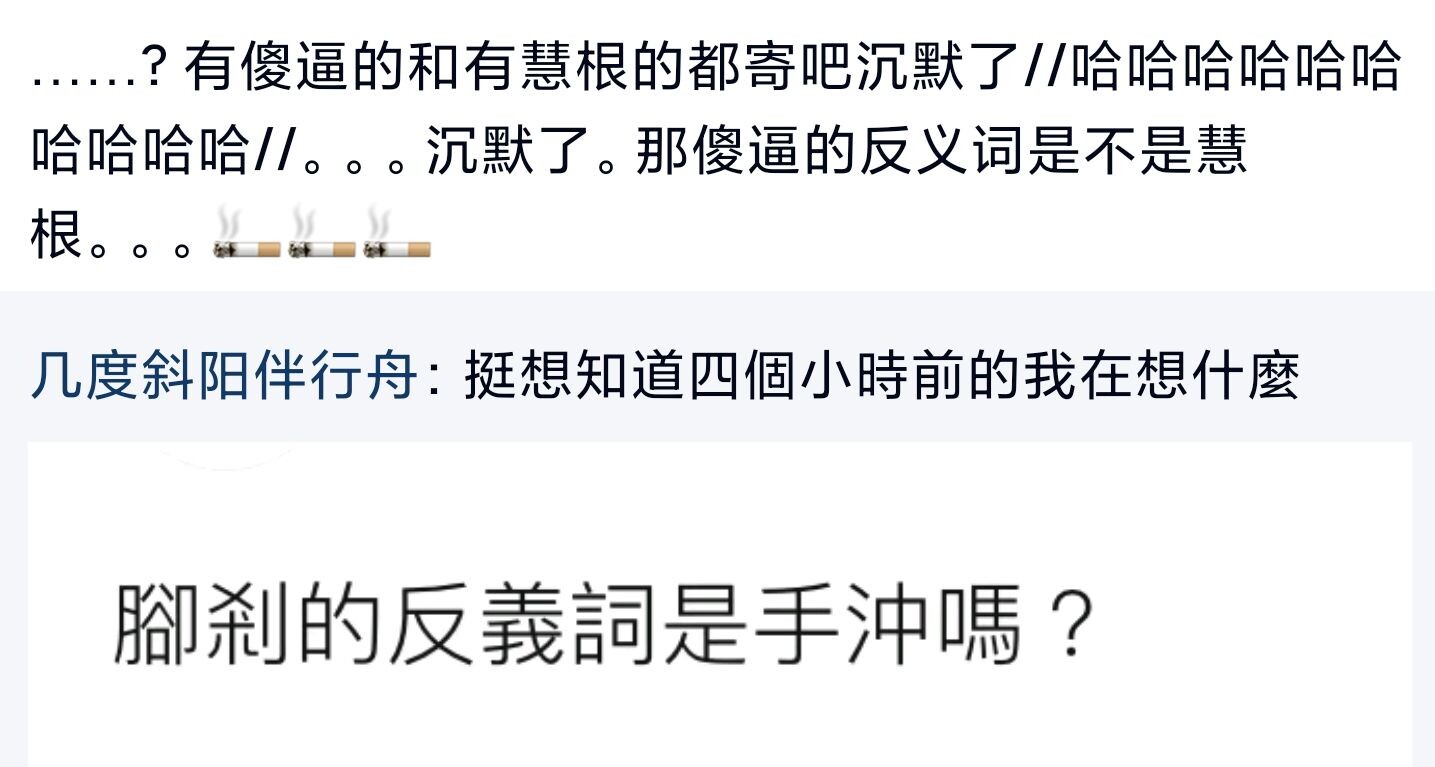 ……? 有傻逼的和有慧根的都寄吧沉默了//哈哈哈哈哈哈
哈哈哈哈//。。。沉默了。那傻逼的反义词是不是慧
根。。。🚬🚬🚬
几度斜阳伴行舟: 挺想知道四個小時前的我在想什麼
腳剎的反義詞是手沖嗎？